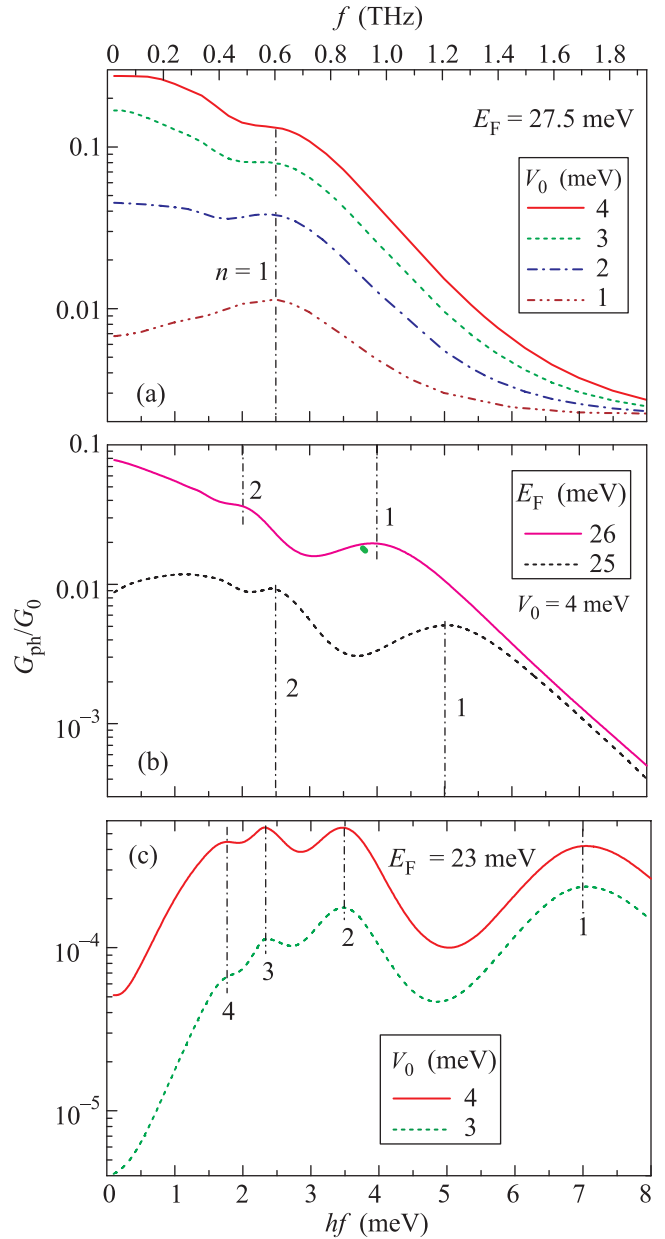 f (THz)
0 0.2 0.4 0.6 0.8 1.0 1.2 1.4 1.6 1.8
E_F = 27.5 meV
0.1
V_0 (meV)
4
3
2
1
n = 1
0.01
(a)
0.1
2
1
E_F (meV)
26
25
V_0 = 4 meV
0.01
G_ph/G_0
2
1
10^−3
(b)
(c)
E_F = 23 meV
10^−4
4
3
2
1
V_0 (meV)
4
3
10^−5
0 1 2 3 4 5 6 7 8
hf (meV)